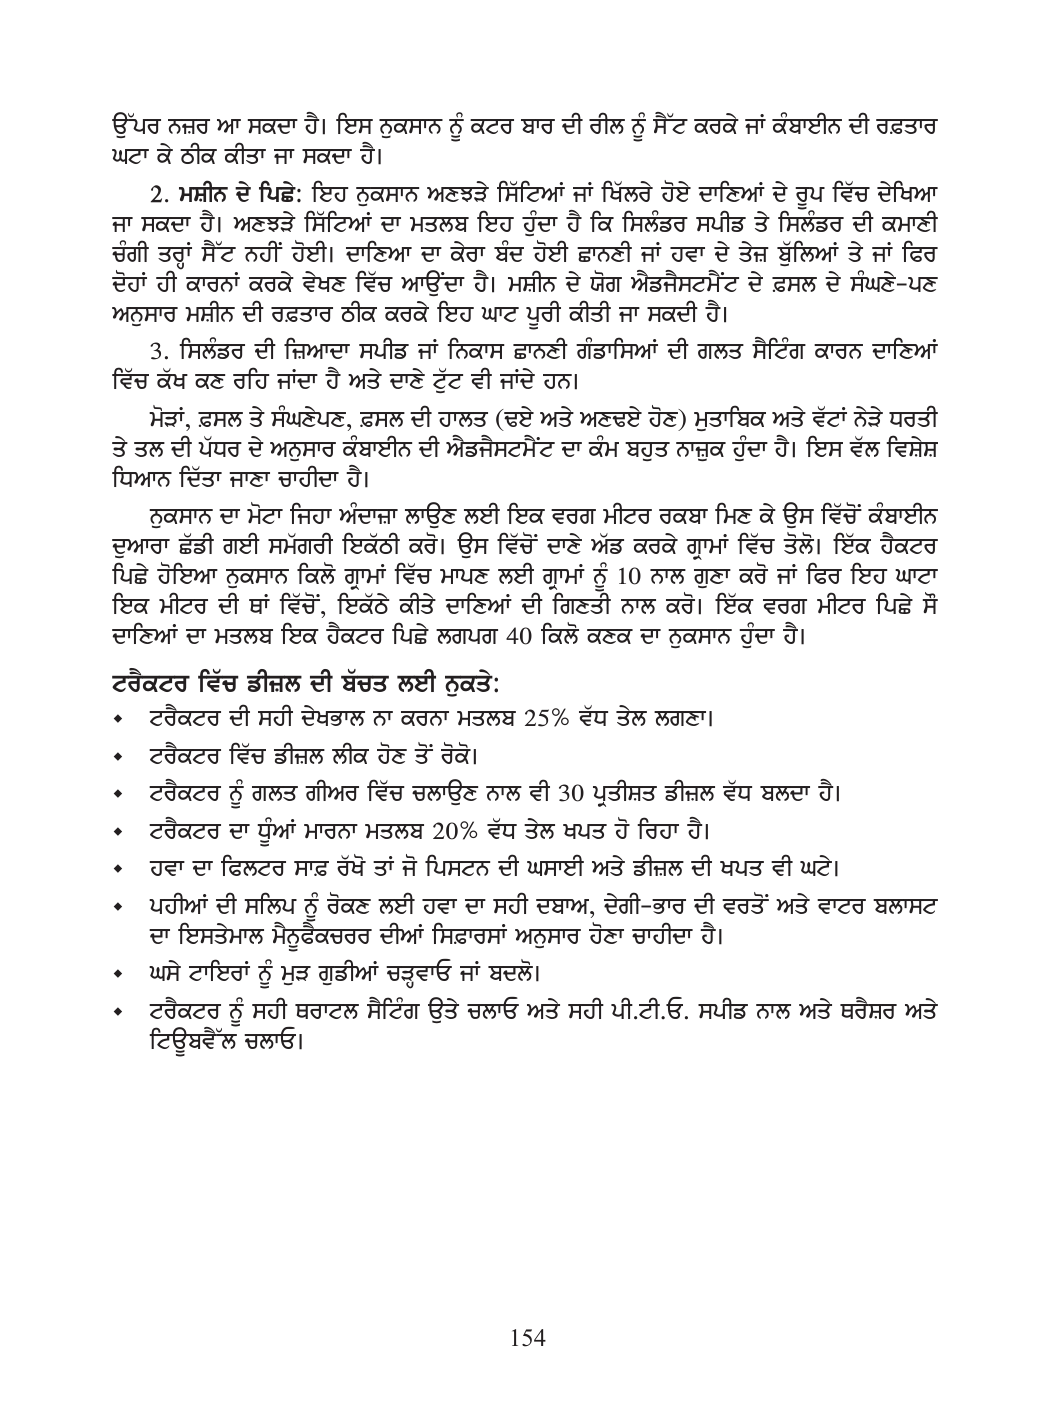 ਉੱਪਰ ਨਜ਼ਰ ਆ ਸਕਦਾ ਹੈ। ਇਸ ਨੁਕਸਾਨ ਨੂੰ ਕਟਰ ਬਾਰ ਦੀ ਰੀਲ ਨੂੰ ਸੈੱਟ ਕਰਕੇ ਜਾਂ ਕੰਬਾਈਨ ਦੀ ਰਫ਼ਤਾਰ
ਘਟਾ ਕੇ ਠੀਕ ਕੀਤਾ ਜਾ ਸਕਦਾ ਹੈ।
2. ਮਸ਼ੀਨ ਦੇ ਪਿਛੇ: ਇਹ ਨੁਕਸਾਨ ਅਣਝੜੇ ਸਿੱਟਿਆਂ ਜਾਂ ਖਿੱਲਰੇ ਹੋਏ ਦਾਣਿਆਂ ਦੇ ਰੂਪ ਵਿੱਚ ਦੇਖਿਆ
ਜਾ ਸਕਦਾ ਹੈ। ਅਣਝੜੇ ਸਿੱਟਿਆਂ ਦਾ ਮਤਲਬ ਇਹ ਹੁੰਦਾ ਹੈ ਕਿ ਸਿਲੰਡਰ ਸਪੀਡ ਤੇ ਸਿਲੰਡਰ ਦੀ ਕਮਾਣੀ
ਚੰਗੀ ਤਰ੍ਹਾਂ ਸੈੱਟ ਨਹੀਂ ਹੋਈ। ਦਾਣਿਆ ਦਾ ਕੇਰਾ ਬੰਦ ਹੋਈ ਛਾਨਣੀ ਜਾਂ ਹਵਾ ਦੇ ਤੇਜ਼ ਬੁੱਲਿਆਂ ਤੇ ਜਾਂ ਫਿਰ
ਦੋਹਾਂ ਹੀ ਕਾਰਨਾਂ ਕਰਕੇ ਵੇਖਣ ਵਿੱਚ ਆਉਂਦਾ ਹੈ। ਮਸ਼ੀਨ ਦੇ ਯੋਗ ਐਡਜੈਸਟਮੈਂਟ ਦੇ ਫ਼ਸਲ ਦੇ ਸੰਘਣੇ-ਪਣ
ਅਨੁਸਾਰ ਮਸ਼ੀਨ ਦੀ ਰਫ਼ਤਾਰ ਠੀਕ ਕਰਕੇ ਇਹ ਘਾਟ ਪੂਰੀ ਕੀਤੀ ਜਾ ਸਕਦੀ ਹੈ।
3. ਸਿਲੰਡਰ ਦੀ ਜ਼ਿਆਦਾ ਸਪੀਡ ਜਾਂ ਨਿਕਾਸ ਛਾਨਣੀ ਗੰਡਾਸਿਆਂ ਦੀ ਗਲਤ ਸੈਟਿੰਗ ਕਾਰਨ ਦਾਣਿਆਂ
ਵਿੱਚ ਕੱਖ ਕਣ ਰਹਿ ਜਾਂਦਾ ਹੈ ਅਤੇ ਦਾਣੇ ਟੁੱਟ ਵੀ ਜਾਂਦੇ ਹਨ।
ਮੋੜਾਂ, ਫ਼ਸਲ ਤੇ ਸੰਘਣੇਪਣ, ਫ਼ਸਲ ਦੀ ਹਾਲਤ (ਢਏ ਅਤੇ ਅਣਢਏ ਹੋਣ) ਮੁਤਾਬਿਕ ਅਤੇ ਵੱਟਾਂ ਨੇੜੇ ਧਰਤੀ
ਤੇ ਤਲ ਦੀ ਪੱਧਰ ਦੇ ਅਨੁਸਾਰ ਕੰਬਾਈਨ ਦੀ ਐਡਜੈਸਟਮੈਂਟ ਦਾ ਕੰਮ ਬਹੁਤ ਨਾਜ਼ੁਕ ਹੁੰਦਾ ਹੈ। ਇਸ ਵੱਲ ਵਿਸ਼ੇਸ਼
ਧਿਆਨ ਦਿੱਤਾ ਜਾਣਾ ਚਾਹੀਦਾ ਹੈ।
ਨੁਕਸਾਨ ਦਾ ਮੋਟਾ ਜਿਹਾ ਅੰਦਾਜ਼ਾ ਲਾਉਣ ਲਈ ਇਕ ਵਰਗ ਮੀਟਰ ਰਕਬਾ ਮਿਣ ਕੇ ਉਸ ਵਿੱਚੋਂ ਕੰਬਾਈਨ
ਦੁਆਰਾ ਛੱਡੀ ਗਈ ਸਮੱਗਰੀ ਇਕੱਠੀ ਕਰੋ। ਉਸ ਵਿੱਚੋਂ ਦਾਣੇ ਅੱਡ ਕਰਕੇ ਗ੍ਰਾਮਾਂ ਵਿੱਚ ਤੋਲੋ। ਇੱਕ ਹੈਕਟਰ
ਪਿਛੇ ਹੋਇਆ ਨੁਕਸਾਨ ਕਿਲੋ ਗ੍ਰਾਮਾਂ ਵਿੱਚ ਮਾਪਣ ਲਈ ਗ੍ਰਾਮਾਂ ਨੂੰ 10 ਨਾਲ ਗੁਣਾ ਕਰੋ ਜਾਂ ਫਿਰ ਇਹ ਘਾਟਾ
ਇਕ ਮੀਟਰ ਦੀ ਥਾਂ ਵਿੱਚੋਂ, ਇਕੱਠੇ ਕੀਤੇ ਦਾਣਿਆਂ ਦੀ ਗਿਣਤੀ ਨਾਲ ਕਰੋ। ਇੱਕ ਵਰਗ ਮੀਟਰ ਪਿਛੇ ਸੌ
ਦਾਣਿਆਂ ਦਾ ਮਤਲਬ ਇਕ ਹੈਕਟਰ ਪਿਛੇ ਲਗਪਗ 40 ਕਿਲੋ ਕਣਕ ਦਾ ਨੁਕਸਾਨ ਹੁੰਦਾ ਹੈ।
ਟਰੈਕਟਰ ਵਿੱਚ ਡੀਜ਼ਲ ਦੀ ਬੱਚਤ ਲਈ ਨੁਕਤੇ:
◆ ਟਰੈਕਟਰ ਦੀ ਸਹੀ ਦੇਖਭਾਲ ਨਾ ਕਰਨਾ ਮਤਲਬ 25% ਵੱਧ ਤੇਲ ਲਗਣਾ।
◆ ਟਰੈਕਟਰ ਵਿੱਚ ਡੀਜ਼ਲ ਲੀਕ ਹੋਣ ਤੋਂ ਰੋਕੋ।
◆ ਟਰੈਕਟਰ ਨੂੰ ਗਲਤ ਗੀਅਰ ਵਿੱਚ ਚਲਾਉਣ ਨਾਲ ਵੀ 30 ਪ੍ਰਤੀਸ਼ਤ ਡੀਜ਼ਲ ਵੱਧ ਬਲਦਾ ਹੈ।
◆ ਟਰੈਕਟਰ ਦਾ ਧੂੰਆਂ ਮਾਰਨਾ ਮਤਲਬ 20% ਵੱਧ ਤੇਲ ਖਪਤ ਹੋ ਰਿਹਾ ਹੈ।
◆ ਹਵਾ ਦਾ ਫਿਲਟਰ ਸਾਫ਼ ਰੱਖੋ ਤਾਂ ਜੋ ਪਿਸਟਨ ਦੀ ਘਸਾਈ ਅਤੇ ਡੀਜ਼ਲ ਦੀ ਖਪਤ ਵੀ ਘਟੇ।
◆ ਪਹੀਆਂ ਦੀ ਸਲਿਪ ਨੂੰ ਰੋਕਣ ਲਈ ਹਵਾ ਦਾ ਸਹੀ ਦਬਾਅ, ਦੇਗੀ-ਭਾਰ ਦੀ ਵਰਤੋਂ ਅਤੇ ਵਾਟਰ ਬਲਾਸਟ
ਦਾ ਇਸਤੇਮਾਲ ਮੈਨੂਫੈਕਚਰਰ ਦੀਆਂ ਸਿਫ਼ਾਰਸਾਂ ਅਨੁਸਾਰ ਹੋਣਾ ਚਾਹੀਦਾ ਹੈ।
◆ ਘਸੇ ਟਾਇਰਾਂ ਨੂੰ ਮੁੜ ਗੁਡੀਆਂ ਚੜ੍ਹਵਾਓ ਜਾਂ ਬਦਲੋ।
◆ ਟਰੈਕਟਰ ਨੂੰ ਸਹੀ ਥਰਾਟਲ ਸੈਟਿੰਗ ਉਤੇ ਚਲਾਓ ਅਤੇ ਸਹੀ ਪੀ.ਟੀ.ਓ. ਸਪੀਡ ਨਾਲ ਅਤੇ ਥਰੈਸ਼ਰ ਅਤੇ
ਟਿਊਬਵੈੱਲ ਚਲਾਓ।
154